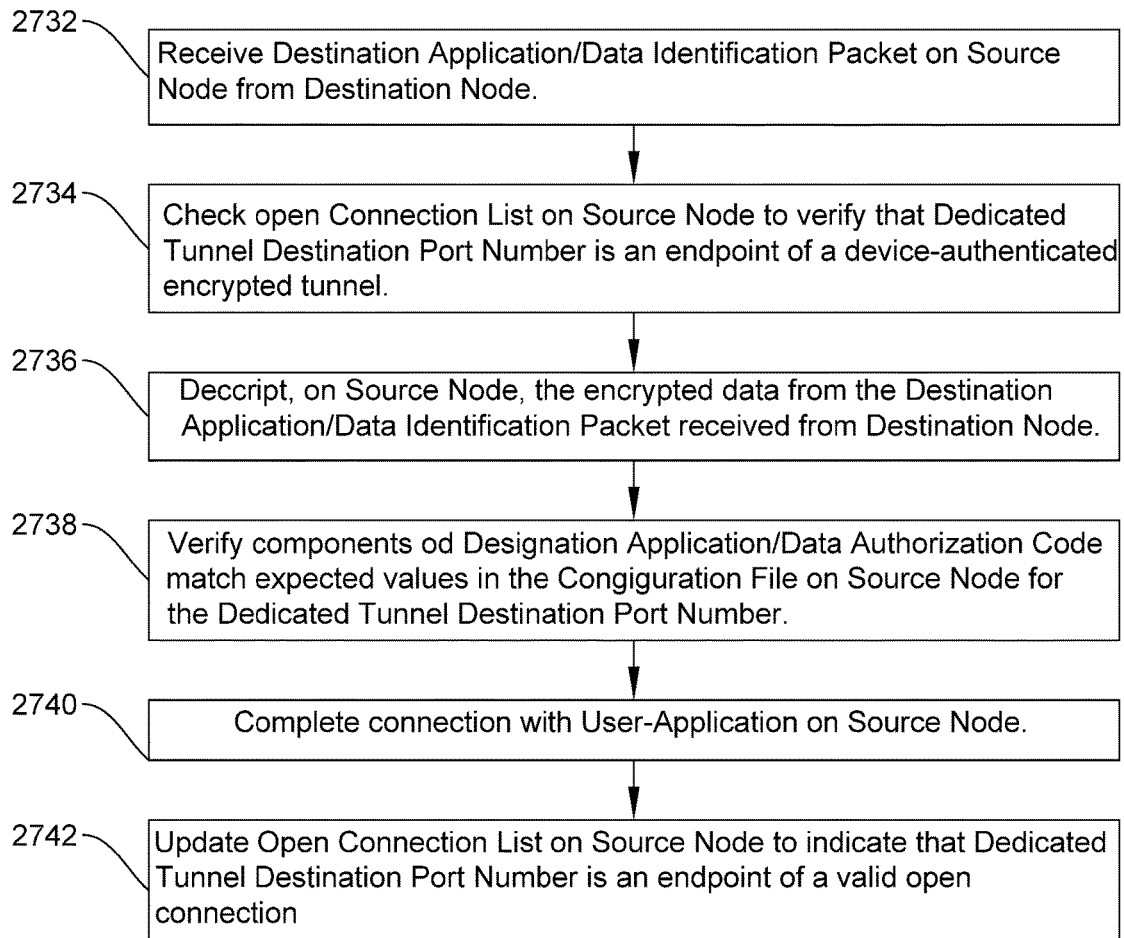 2732
Receive Destination Application/Data Identification Packet on Source
Node from Destination Node.
2734
Check open Connection List on Source Node to verify that Dedicated
Tunnel Destination Port Number is an endpoint of a device-authenticated
encrypted tunnel.
2736
Deccript, on Source Node, the encrypted data from the Destination
Application/Data Identification Packet received from Destination Node.
2738
Verify components od Designation Application/Data Authorization Code
match expected values in the Congiguration File on Source Node for
the Dedicated Tunnel Destination Port Number.
2740
Complete connection with User-Application on Source Node.
2742
Update Open Connection List on Source Node to indicate that Dedicated
Tunnel Destination Port Number is an endpoint of a valid open
connection